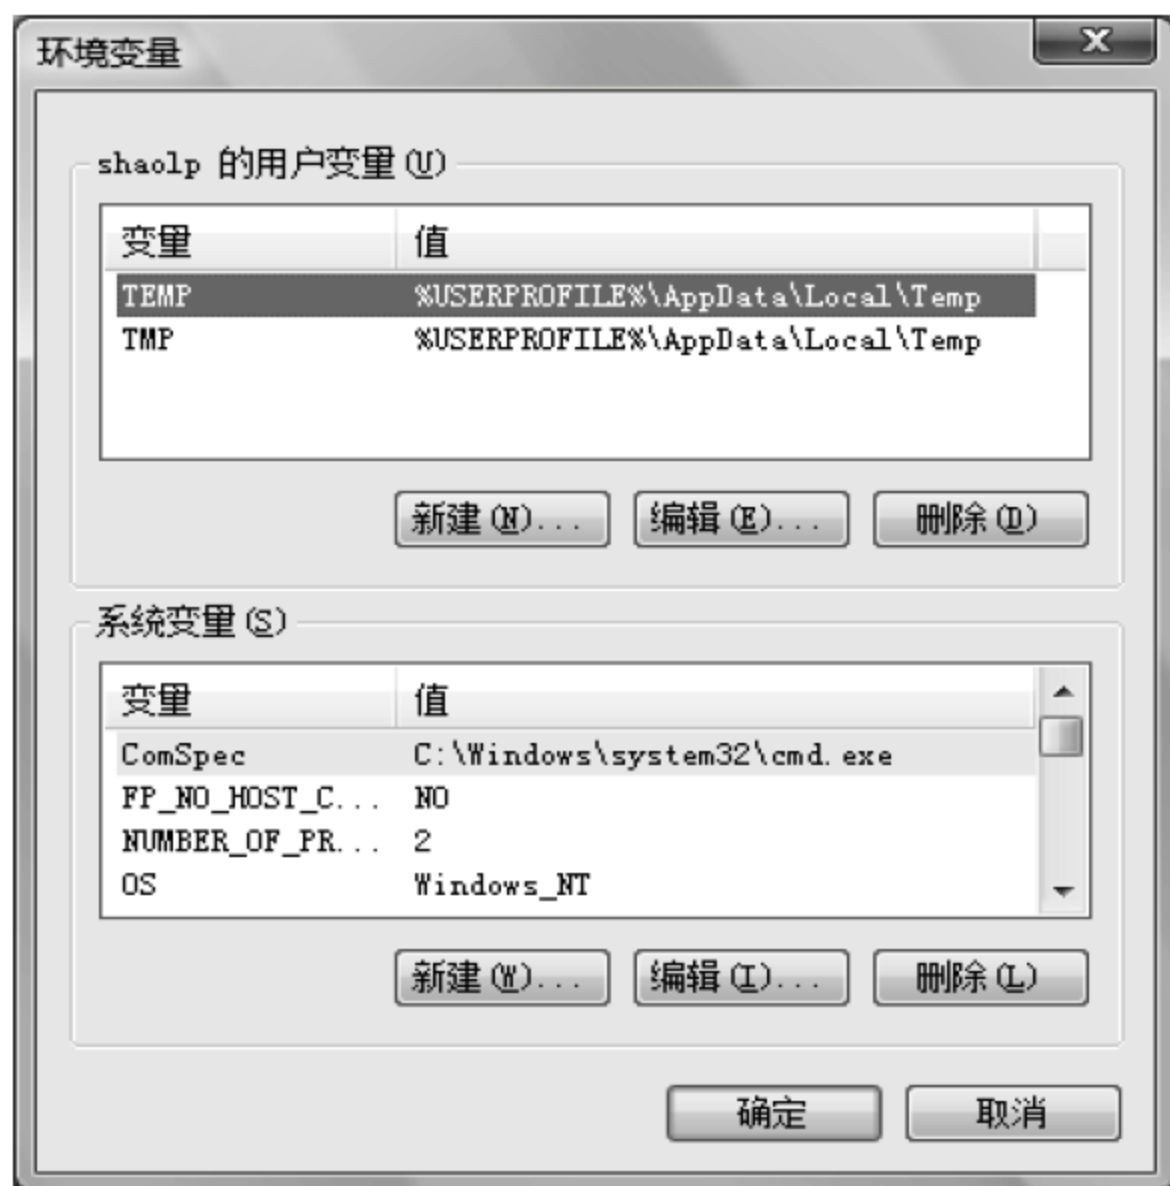 环境变量
shaolp 的用户变量(U)
变量 值
TEMP %USERPROFILE%\AppData\Local\Temp
TMP %USERPROFILE%\AppData\Local\Temp
新建(N)... 编辑(E)... 删除(D)
系统变量(S)
变量 值
ComSpec C:\Windows\system32\cmd.exe
FP_NO_HOST_C... NO
NUMBER_OF_PR... 2
OS Windows_NT
新建(W)... 编辑(I)... 删除(L)
确定 取消